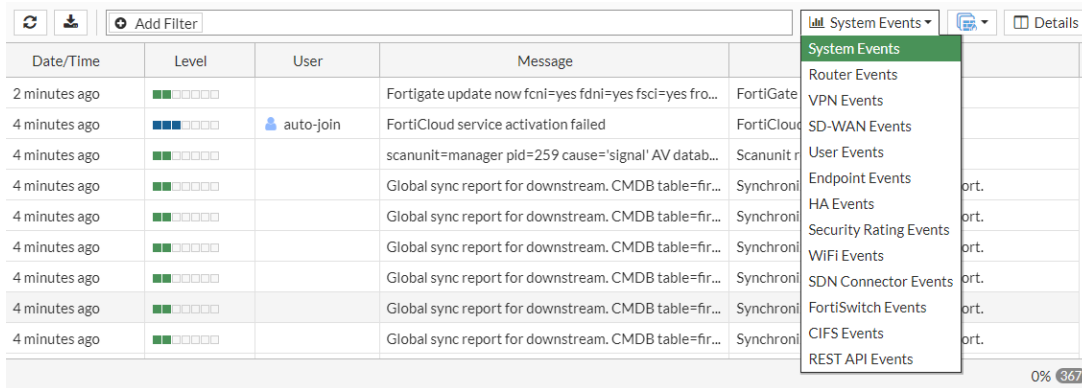 Add Filter System Events Details
Date/Time Level User Message System Events
Router Events
2 minutes ago Fortigate update now fcni=yes fdni=yes fsci=yes fro... FortiGate VPN Events
4 minutes ago auto-join FortiCloud service activation failed FortiCloud SD-WAN Events
4 minutes ago scanunit=manager pid=259 cause='signal' AV datab... Scanunit User Events
4 minutes ago Global sync report for downstream. CMDB table=fir... Synchroni Endpoint Events ort.
4 minutes ago Global sync report for downstream. CMDB table=fir... Synchroni HA Events ort.
Security Rating Events
4 minutes ago Global sync report for downstream. CMDB table=fir... Synchroni WiFi Events ort.
4 minutes ago Global sync report for downstream. CMDB table=fir... Synchroni SDN Connector Events ort.
4 minutes ago Global sync report for downstream. CMDB table=fir... Synchroni FortiSwitch Events ort.
4 minutes ago Global sync report for downstream. CMDB table=fir... Synchroni CIFS Events ort.
REST API Events
0% 367